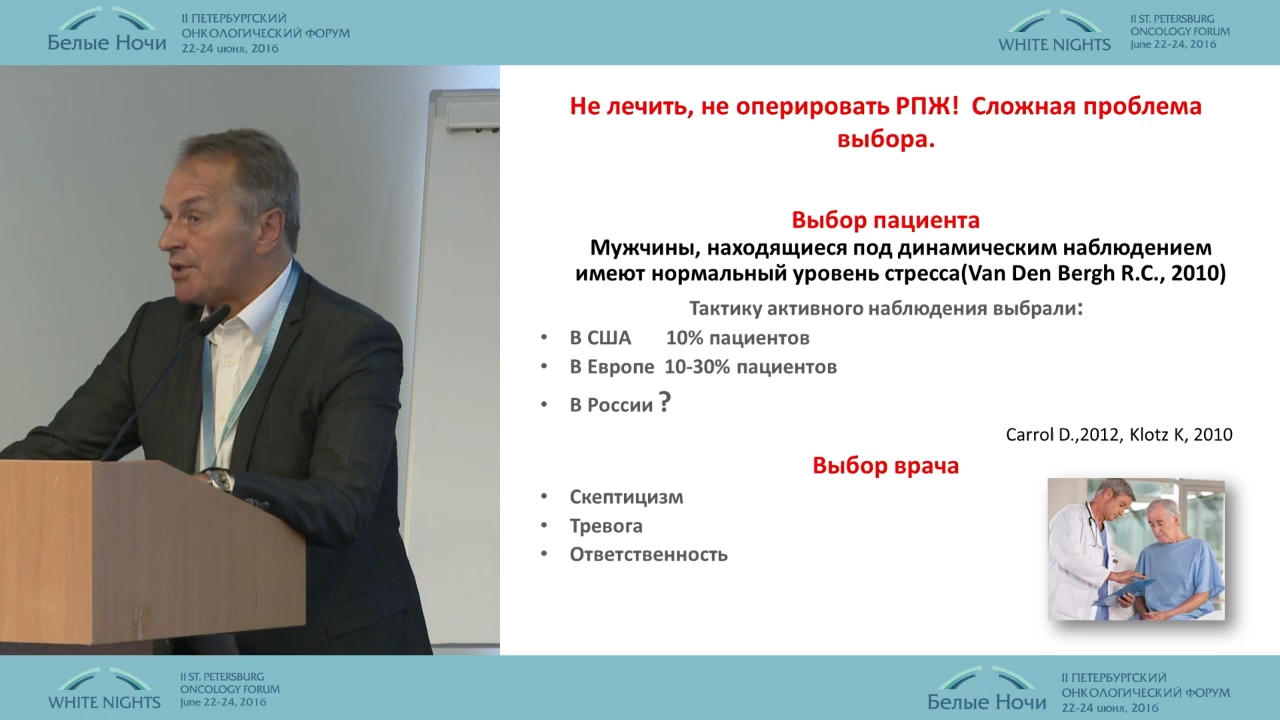 Белые Ночи
II ПЕТЕРБУРГСКИЙ
ОНКОЛОГИЧЕСКИЙ ФОРУМ
22-24 июня, 2016
WHITE NIGHTS
II ST. PETERSBURG
ONCOLOGY FORUM
June 22-24, 2016
Не лечить, не оперировать РПЖ! Сложная проблема
выбора.
Выбор пациента
Мужчины, находящиеся под динамическим наблюдением
имеют нормальный уровень стресса(Van Den Bergh R.C., 2010)
Тактику активного наблюдения выбрали:
• В США 10% пациентов
• В Европе 10-30% пациентов
• В России ?
Carrol D.,2012, Klotz K, 2010
Выбор врача
• Скептицизм
• Тревога
• Ответственность
WHITE NIGHTS
II ST. PETERSBURG
ONCOLOGY FORUM
June 22-24, 2016
Белые Ночи
II ПЕТЕРБУРГСКИЙ
ОНКОЛОГИЧЕСКИЙ ФОРУМ
22-24 июня, 2016